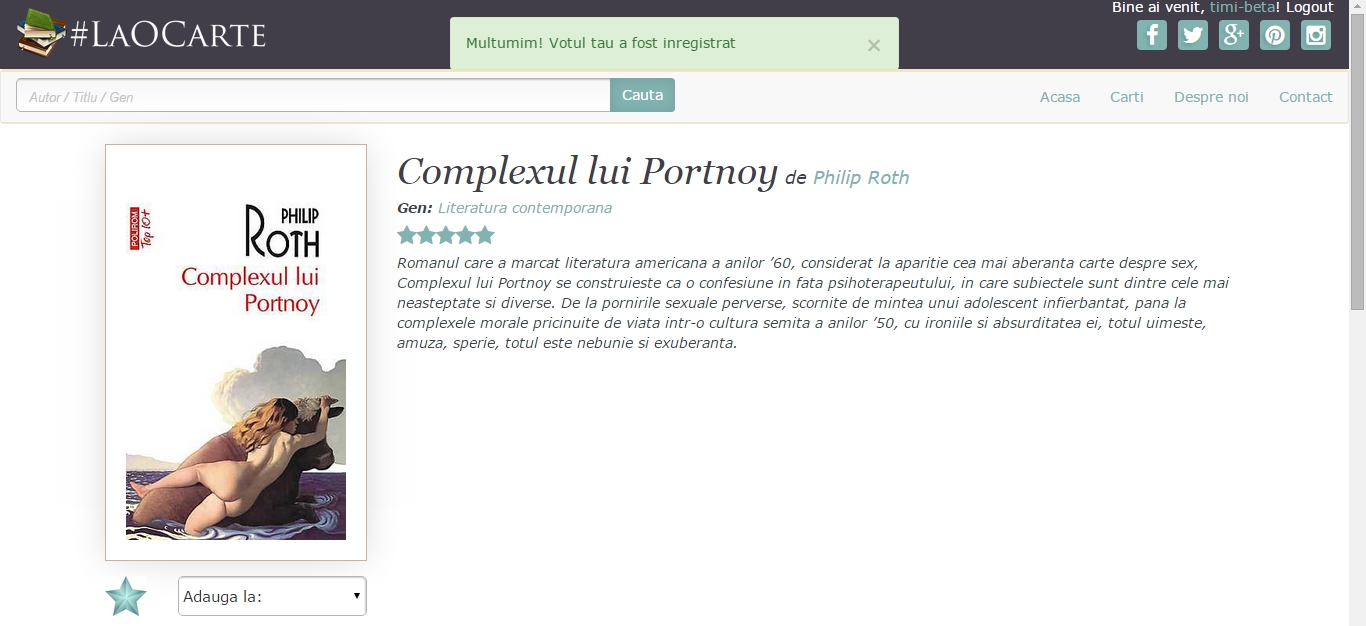 #LAOCARTE
Multumim! Votul tau a fost inregistrat ×
Bine ai venit, timi-beta! Logout
Autor / Titlu / Gen
Cauta
Acasa Carti Despre noi Contact
POLIROM
Top 10+
PHILIP
ROTH
Complexul lui
Portnoy
Complexul lui Portnoy de Philip Roth
Gen: Literatura contemporana
Romanul care a marcat literatura americana a anilor ’60, considerat la aparitie cea mai aberanta carte despre sex,
Complexul lui Portnoy se construieste ca o confesiune in fata psihoterapeutului, in care subiectele sunt dintre cele mai
neasteptate si diverse. De la pornirile sexuale perverse, scornite de mintea unui adolescent infierbantat, pana la
complexele morale pricinuite de viata intr-o cultura semita a anilor ’50, cu ironiile si absurditatea ei, totul uimeste,
amuza, sperie, totul este nebunie si exuberanta.
Adauga la: